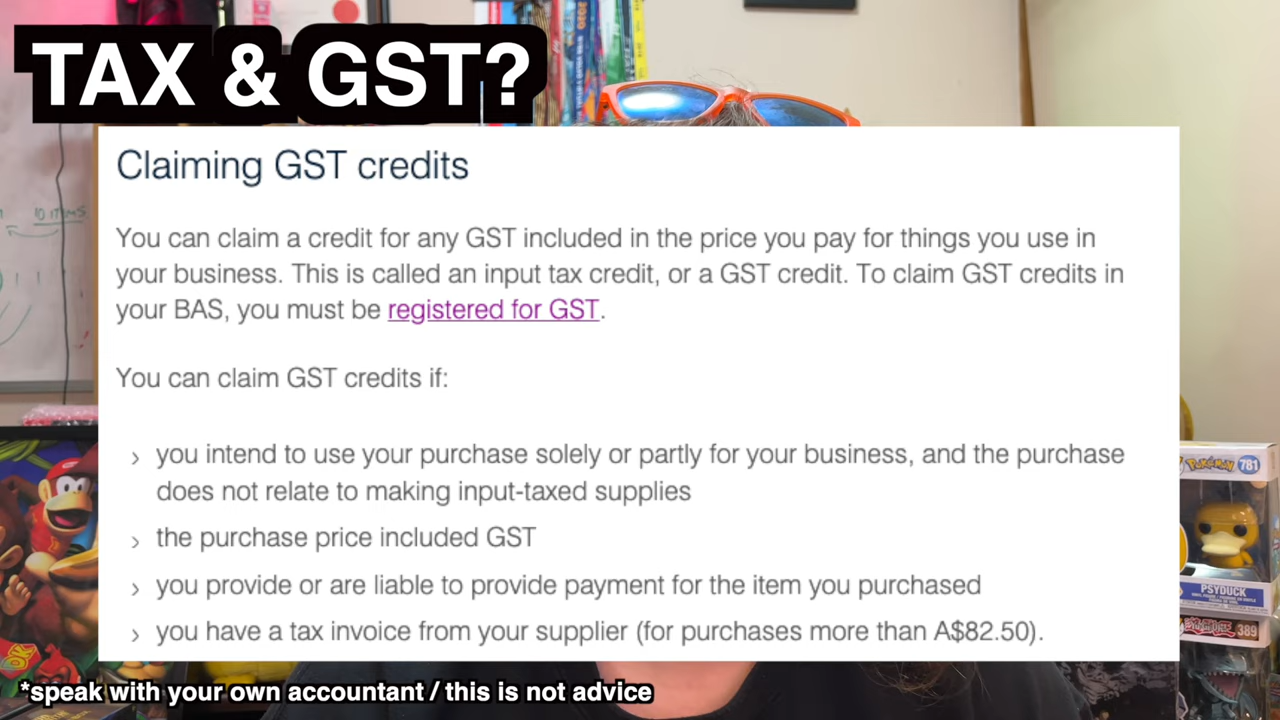 TAX & GST?
Claiming GST credits
You can claim a credit for any GST included in the price you pay for things you use in
your business. This is called an input tax credit, or a GST credit. To claim GST credits in
your BAS, you must be registered for GST.
You can claim GST credits if:
› you intend to use your purchase solely or partly for your business, and the purchase
does not relate to making input-taxed supplies
› the purchase price included GST
› you provide or are liable to provide payment for the item you purchased
› you have a tax invoice from your supplier (for purchases more than A$82.50).
*speak with your own accountant / this is not advice
10 ITEMS
POKÉMON 781
PSYDUCK
389